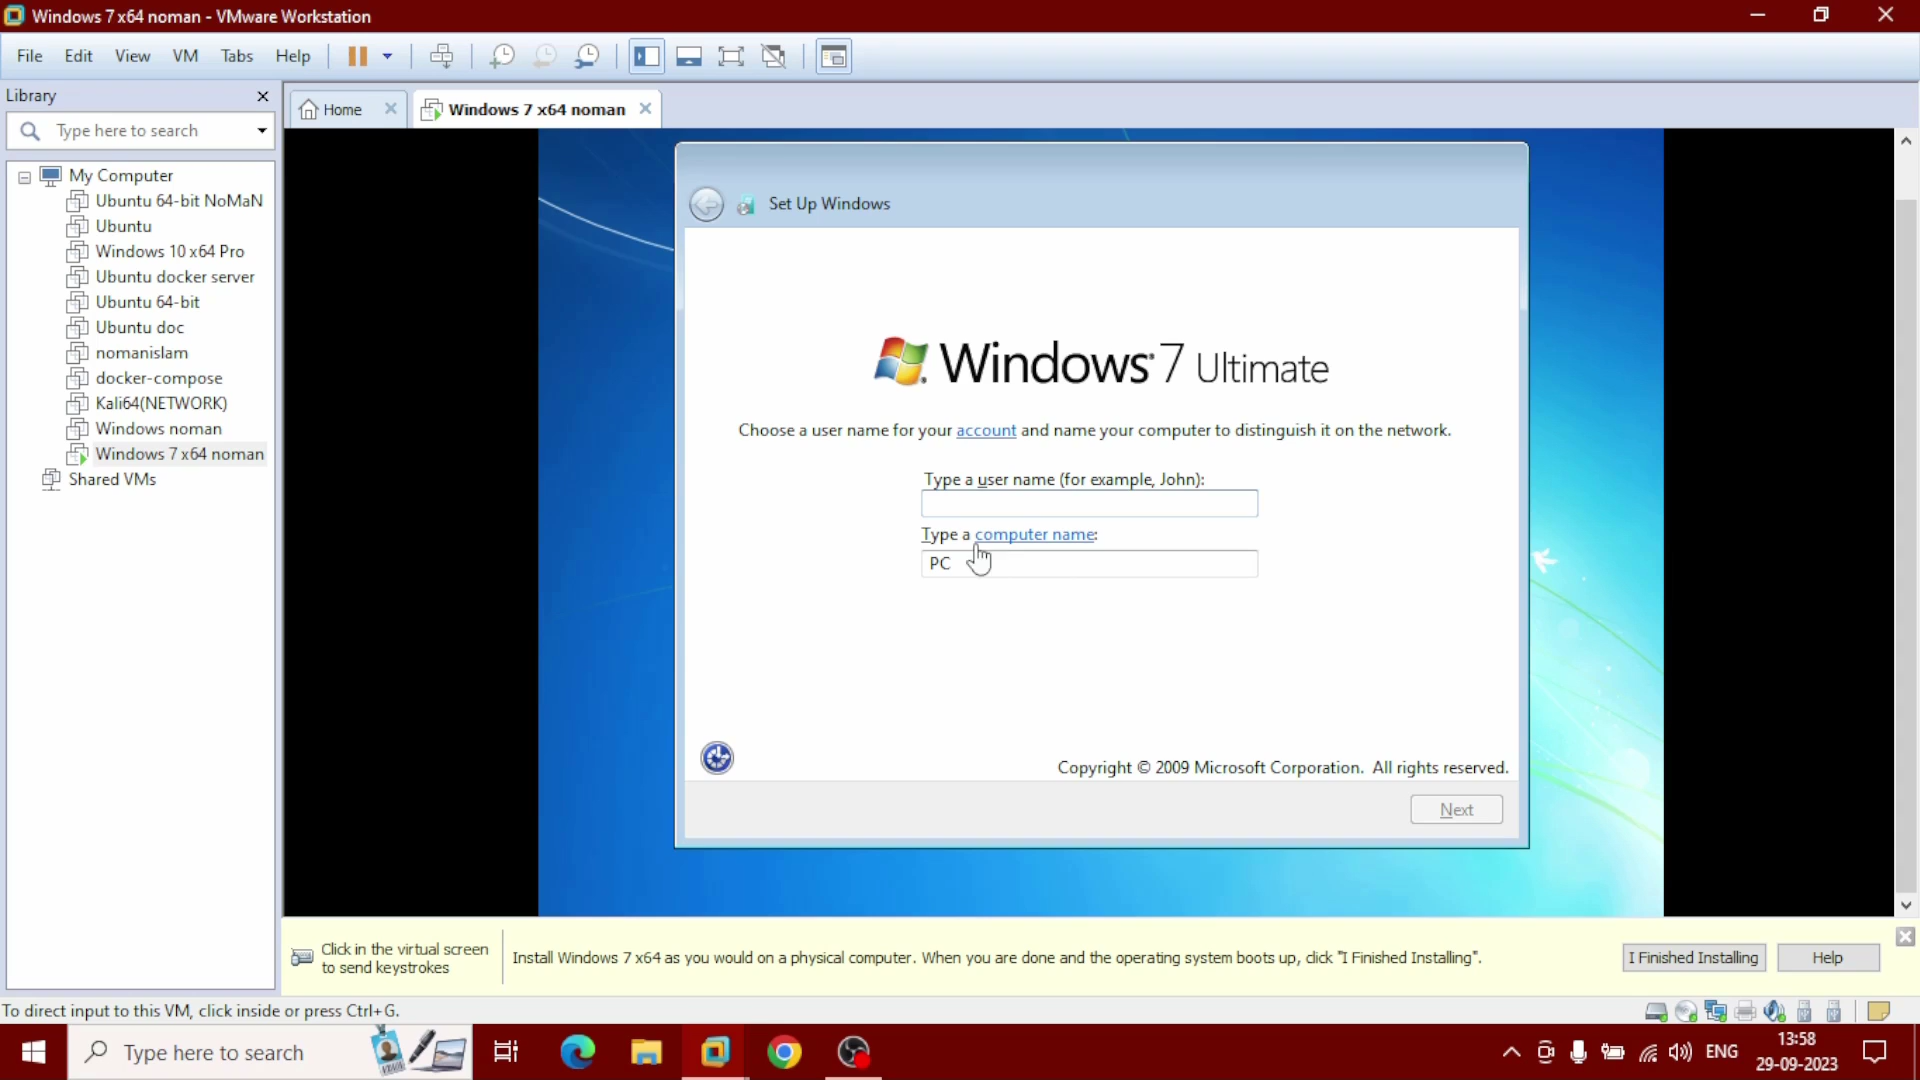 Windows 7 x64 noman - VMware Workstation
File Edit View VM Tabs Help
Library
Type here to search
My Computer
Ubuntu 64-bit NoMaN
Ubuntu
Windows 10 x64 Pro
Ubuntu docker server
Ubuntu 64-bit
Ubuntu doc
nomanislam
docker-compose
Kali64(NETWORK)
Windows noman
Windows 7 x64 noman
Shared VMs
Home
Windows 7 x64 noman
Set Up Windows
Windows 7 Ultimate
Choose a user name for your account and name your computer to distinguish it on the network.
Type a user name (for example, John):
Type a computer name:
PC
Copyright © 2009 Microsoft Corporation. All rights reserved.
Next
Click in the virtual screen
to send keystrokes
Install Windows 7 x64 as you would on a physical computer. When you are done and the operating system boots up, click "I Finished Installing".
I Finished Installing
Help
To direct input to this VM, click inside or press Ctrl+G.
Type here to search
ENG
13:58
29-09-2023